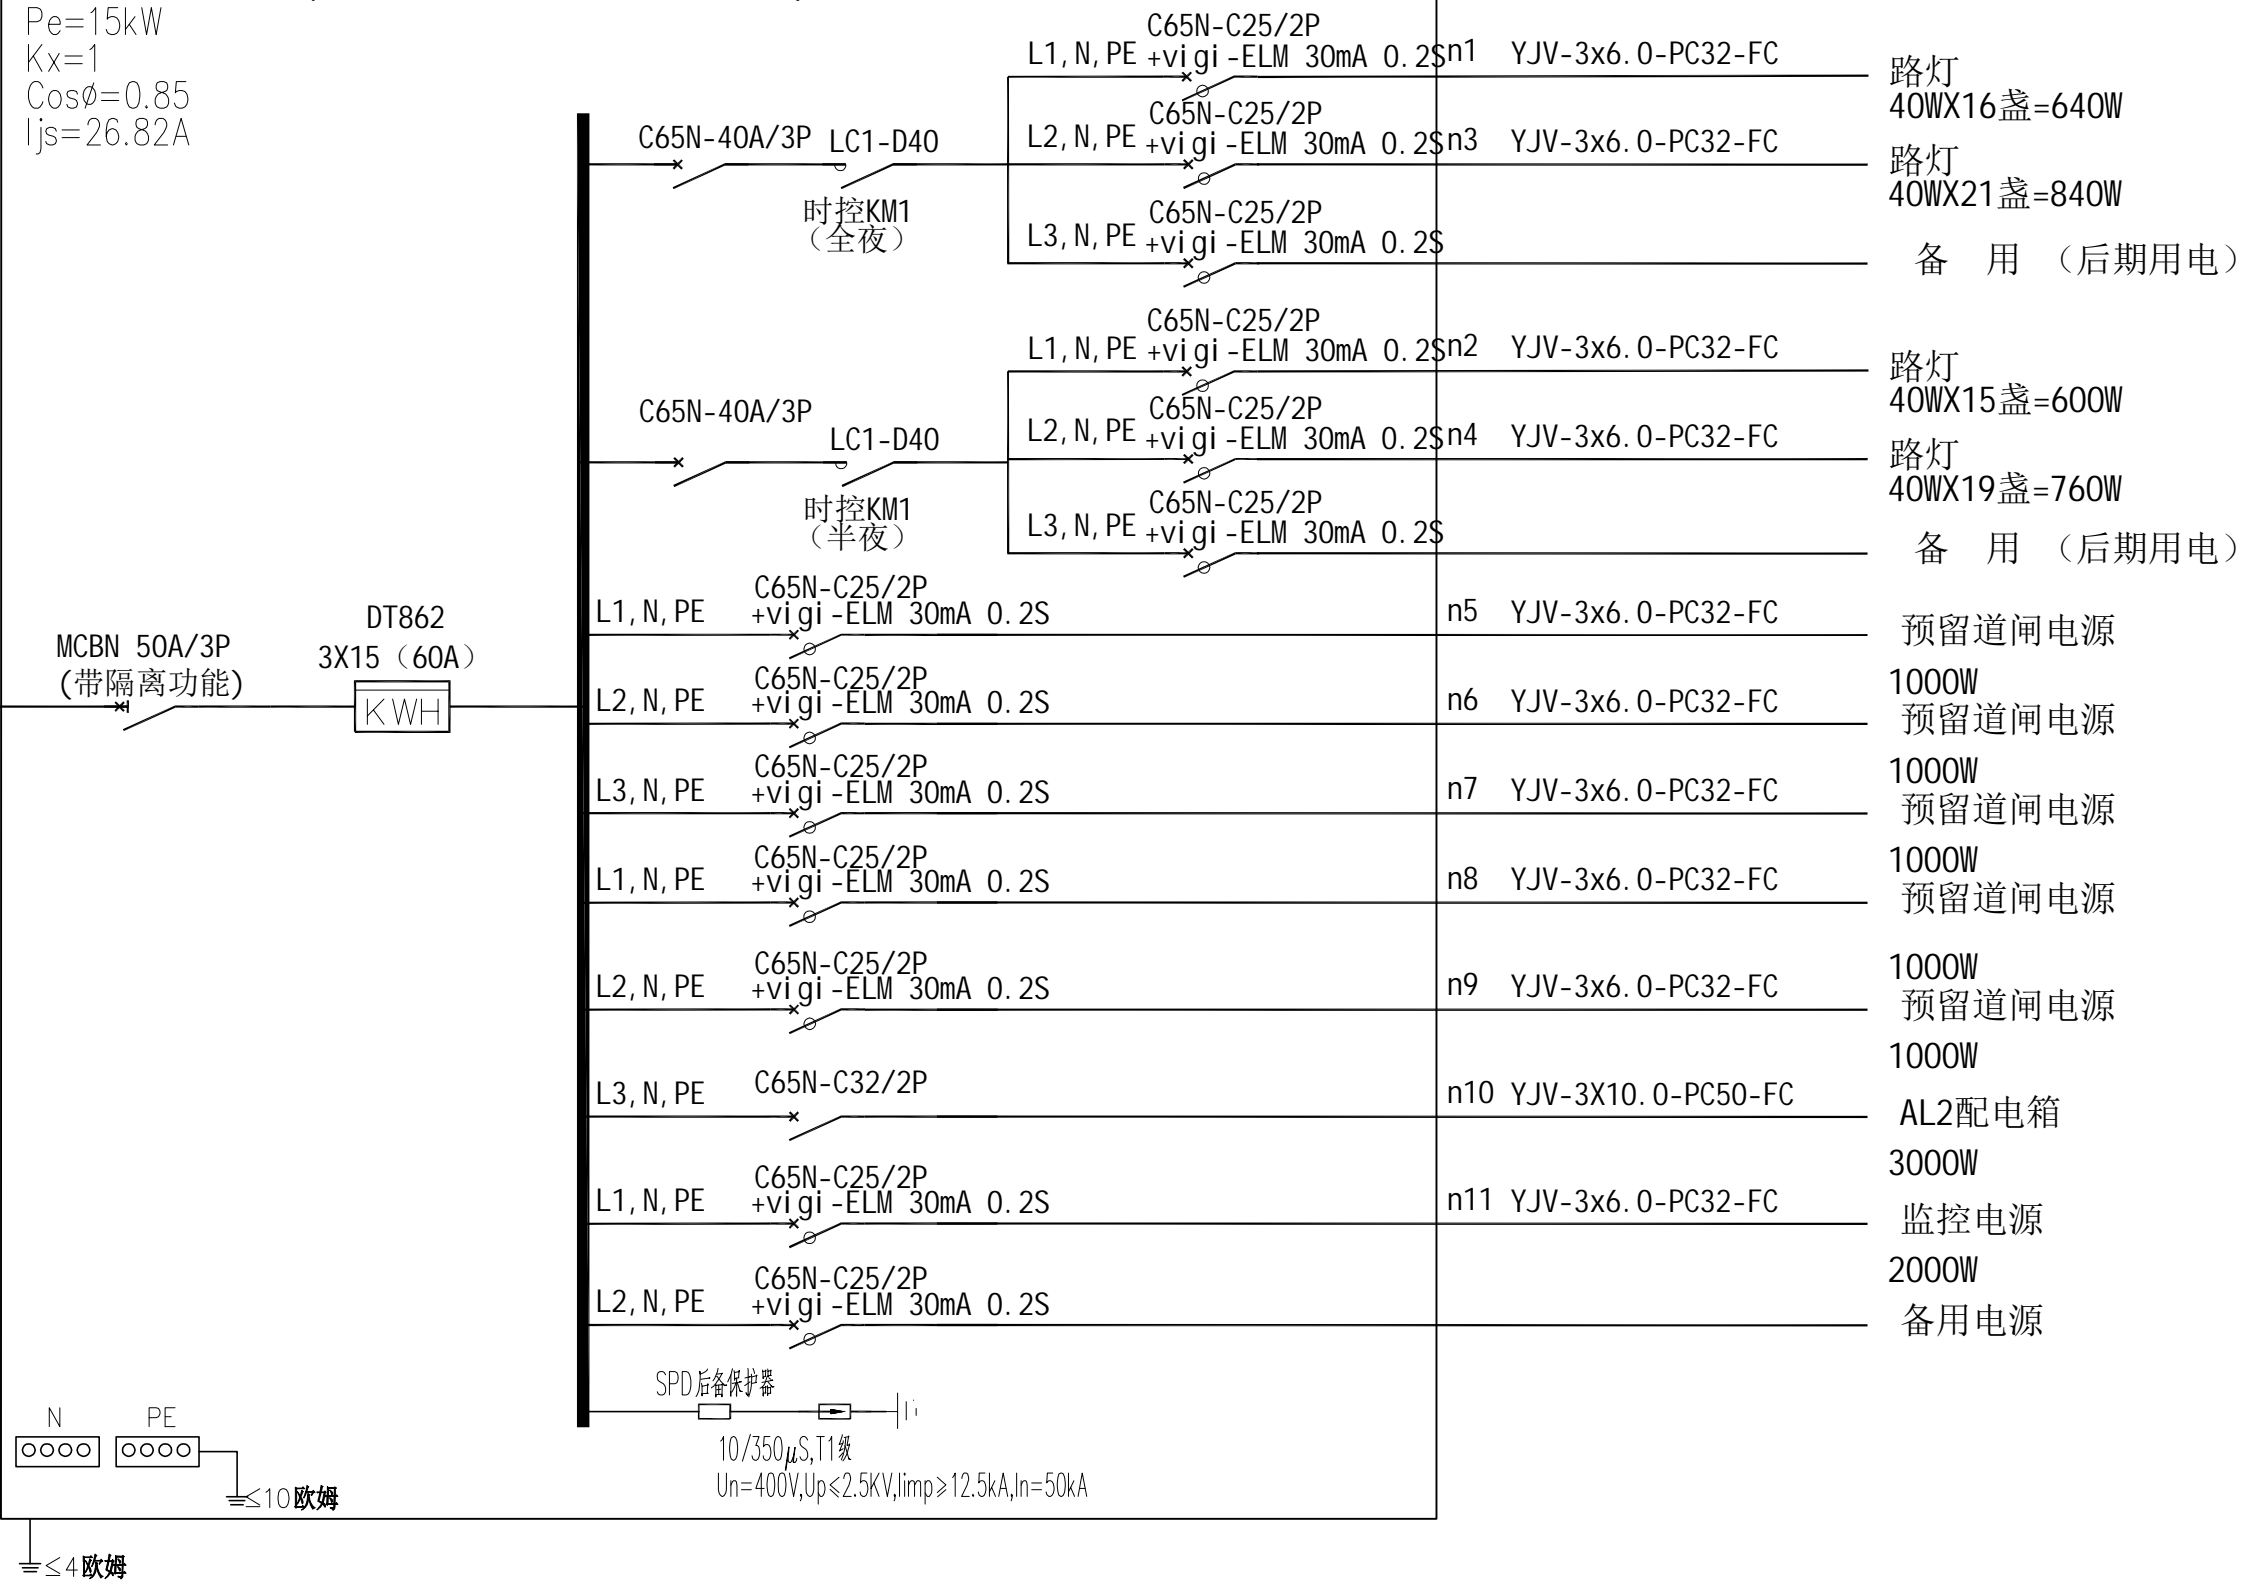 Pe=15kW
Kx=1
Cosø=0.85
Ijs=26.82A
C65N-C25/2P
L1,N,PE +vigi-ELM 30mA 0.2S n1 YJV-3x6.0-PC32-FC
路灯
40WX16盏=640W
C65N-40A/3P LC1-D40
时控KM1
（全夜）
C65N-C25/2P
L2,N,PE +vigi-ELM 30mA 0.2S n3 YJV-3x6.0-PC32-FC
路灯
40WX21盏=840W
C65N-C25/2P
L3,N,PE +vigi-ELM 30mA 0.2S
备 用 （后期用电）
C65N-C25/2P
L1,N,PE +vigi-ELM 30mA 0.2S n2 YJV-3x6.0-PC32-FC
路灯
40WX15盏=600W
C65N-40A/3P
LC1-D40
时控KM1
（半夜）
C65N-C25/2P
L2,N,PE +vigi-ELM 30mA 0.2S n4 YJV-3x6.0-PC32-FC
路灯
40WX19盏=760W
C65N-C25/2P
L3,N,PE +vigi-ELM 30mA 0.2S
备 用 （后期用电）
MCBN 50A/3P
(带隔离功能)
DT862
3X15（60A）
KWH
C65N-C25/2P
L1,N,PE +vigi-ELM 30mA 0.2S n5 YJV-3x6.0-PC32-FC
预留道闸电源
1000W
C65N-C25/2P
L2,N,PE +vigi-ELM 30mA 0.2S n6 YJV-3x6.0-PC32-FC
预留道闸电源
1000W
C65N-C25/2P
L3,N,PE +vigi-ELM 30mA 0.2S n7 YJV-3x6.0-PC32-FC
预留道闸电源
1000W
C65N-C25/2P
L1,N,PE +vigi-ELM 30mA 0.2S n8 YJV-3x6.0-PC32-FC
预留道闸电源
1000W
C65N-C25/2P
L2,N,PE +vigi-ELM 30mA 0.2S n9 YJV-3x6.0-PC32-FC
预留道闸电源
1000W
L3,N,PE C65N-C32/2P n10 YJV-3X10.0-PC50-FC
AL2配电箱
3000W
C65N-C25/2P
L1,N,PE +vigi-ELM 30mA 0.2S n11 YJV-3x6.0-PC32-FC
监控电源
2000W
C65N-C25/2P
L2,N,PE +vigi-ELM 30mA 0.2S
备用电源
SPD后备保护器
10/350μS,T1级
Un=400V,Up≤2.5KV,Iimp≥12.5kA,In=50kA
N PE
≤10欧姆
≤4欧姆